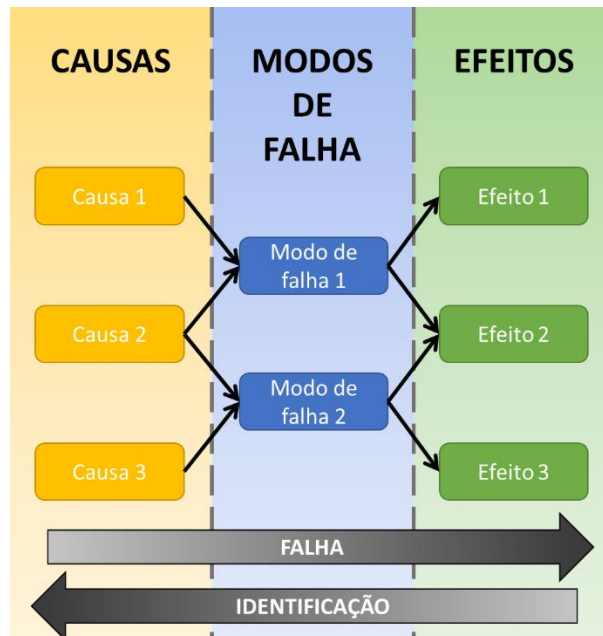 CAUSAS
MODOS
DE
FALHA
EFEITOS
Causa 1
Efeito 1
Modo de
falha 1
Causa 2
Efeito 2
Modo de
falha 2
Causa 3
Efeito 3
FALHA
IDENTIFICAÇÃO